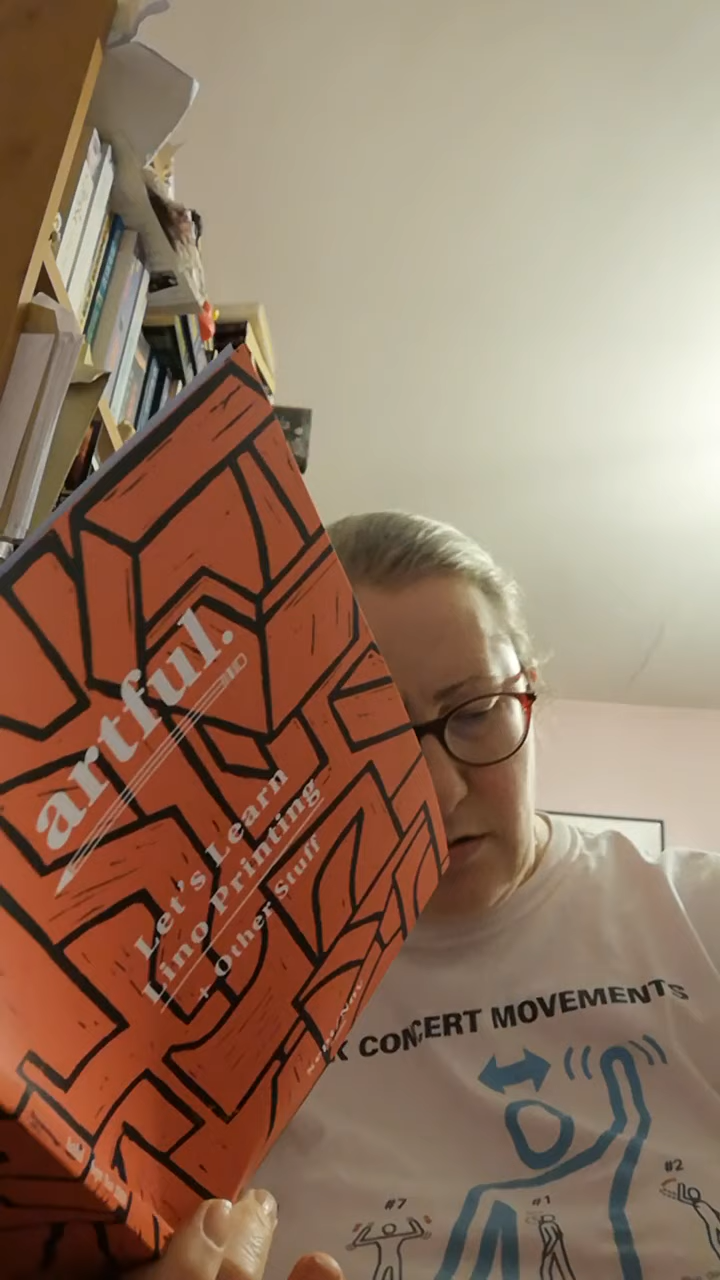 artful.
Let's Learn
Lino Printing
+ Other Stuff
CONCERT MOVEMENTS
#7
#1
#2